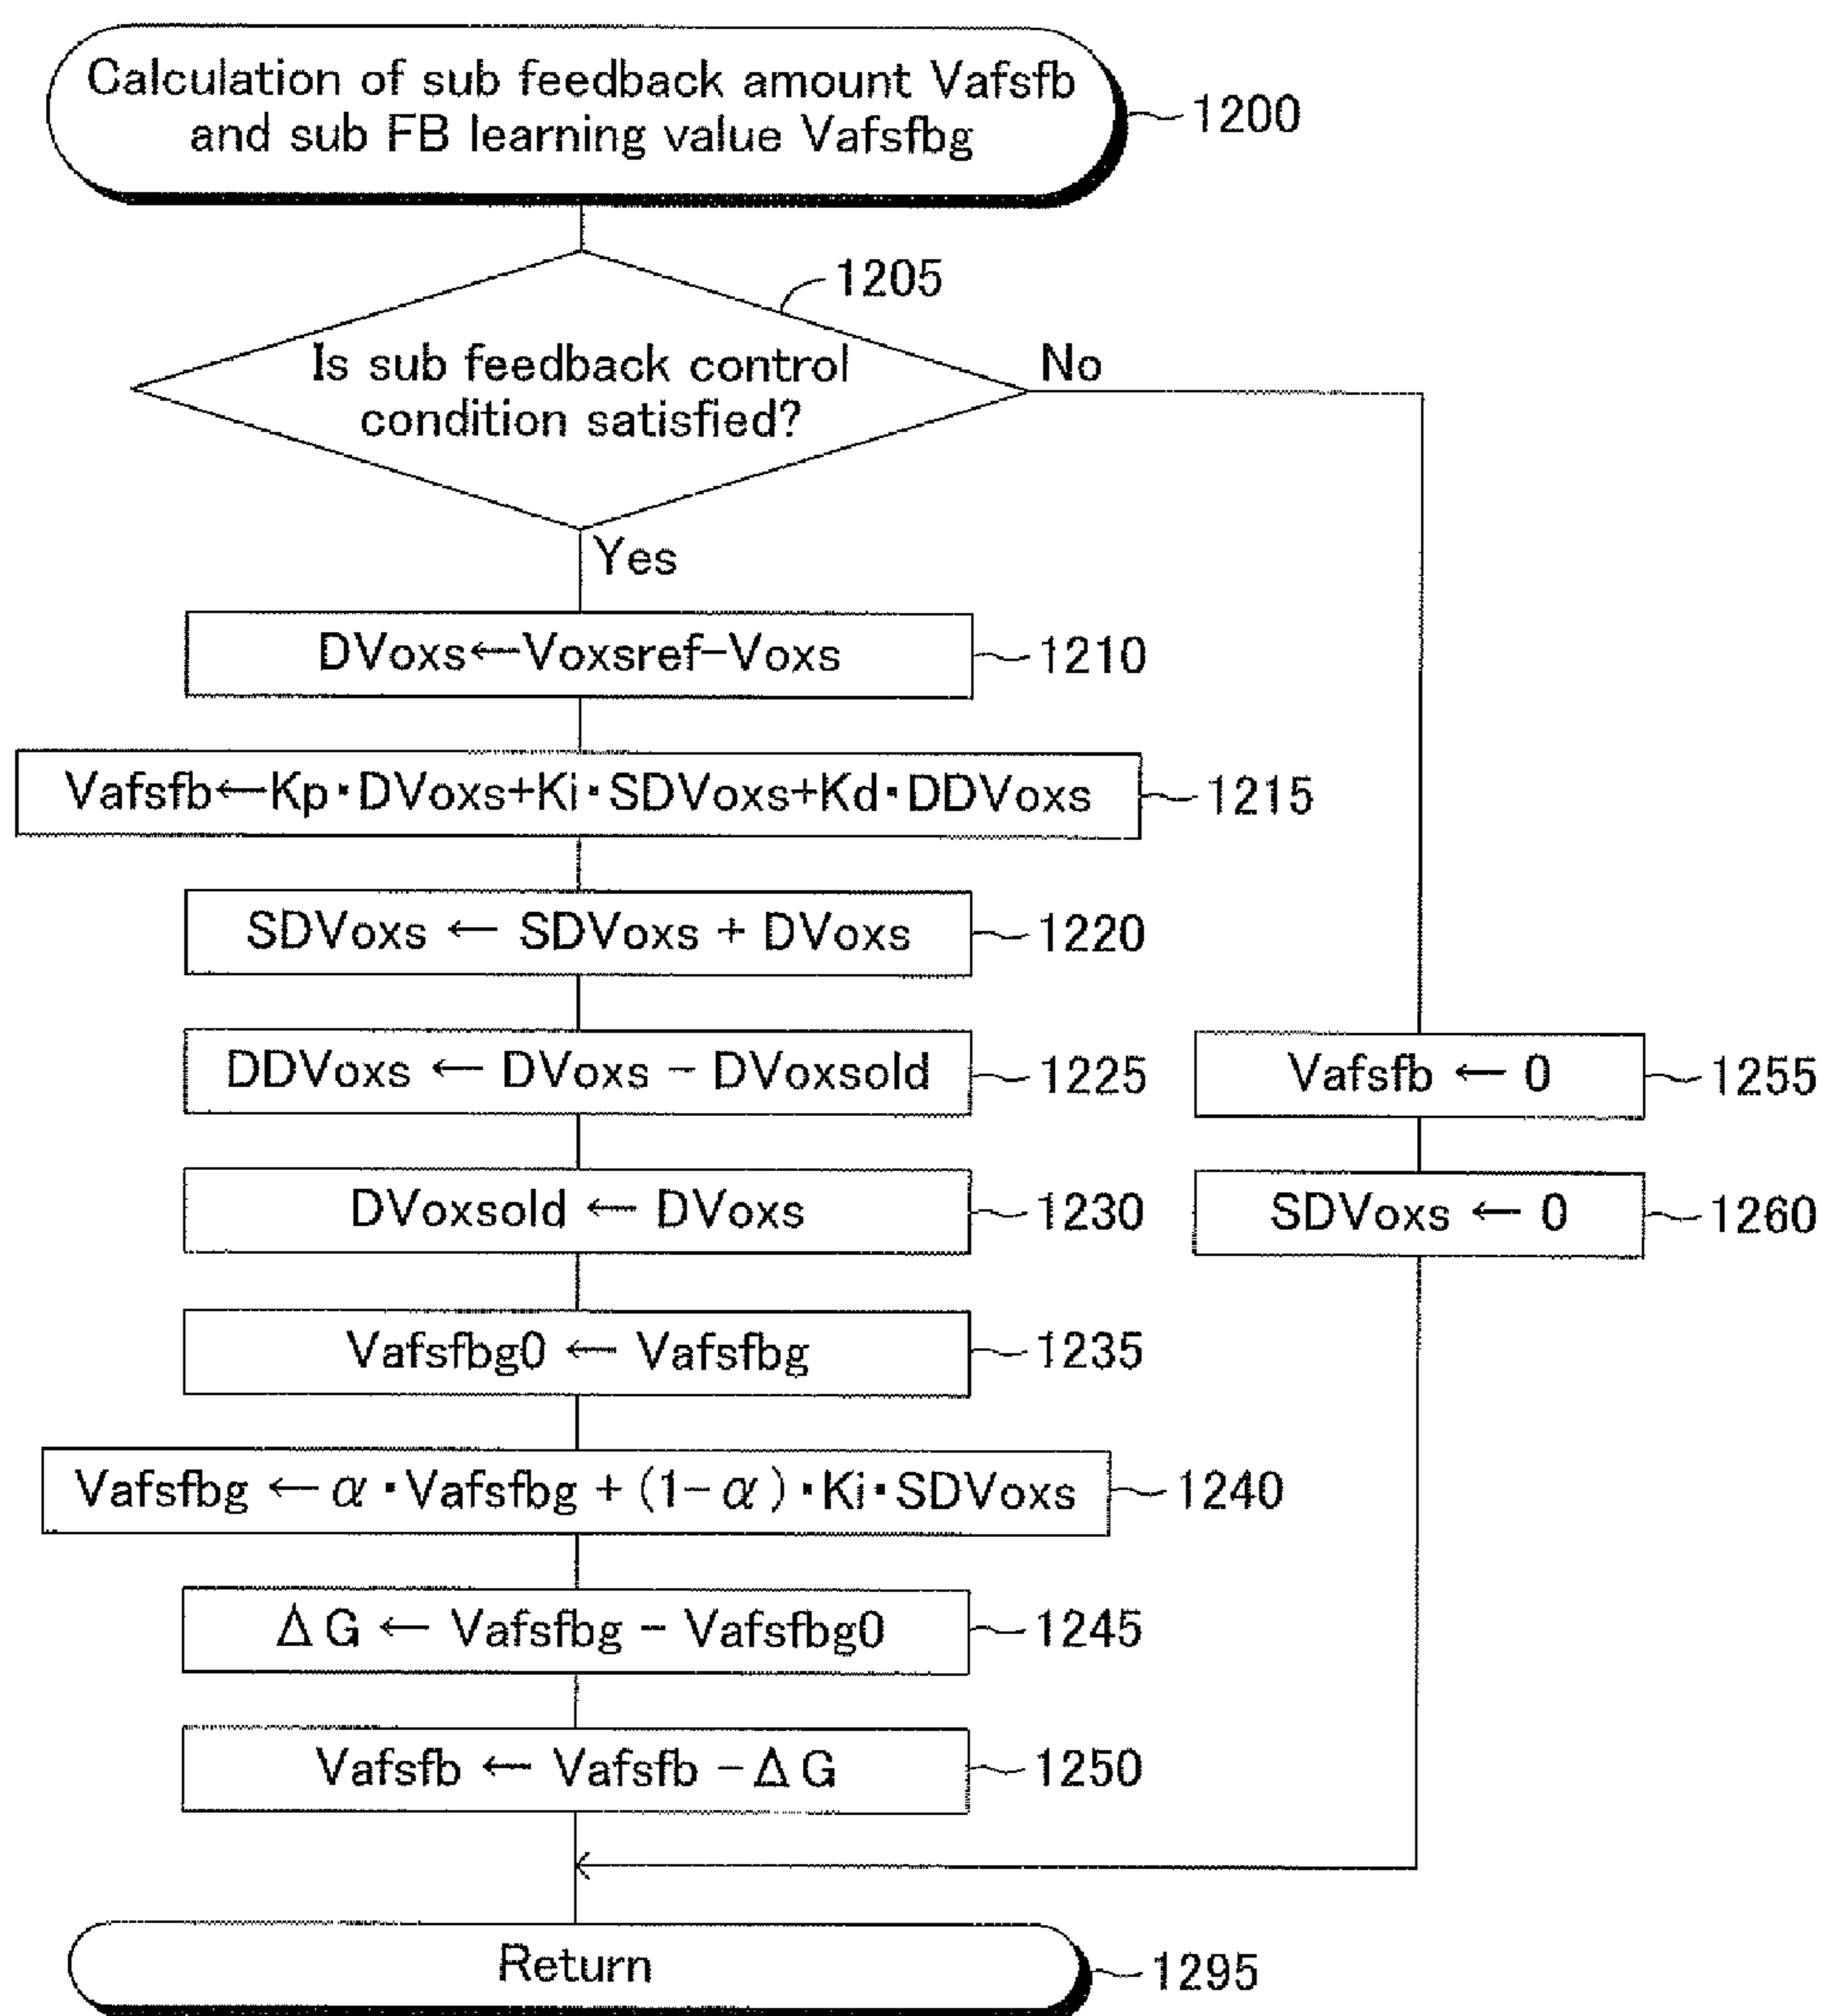 Calculation of sub feedback amount Vafsfb
and sub FB learning value Vafsfbg
1200
1205
Is sub feedback control
condition satisfied?
No
Yes
DVoxs←Voxsref-Voxs
1210
Vafsfb←Kp・DVoxs+Ki・SDVoxs+Kd・DDVoxs
1215
SDVoxs ← SDVoxs + DVoxs
1220
DDVoxs ← DVoxs - DVoxsold
1225
Vafsfb ← 0
1255
DVoxsold ← DVoxs
1230
SDVoxs ← 0
1260
Vafsfbg0 ← Vafsfbg
1235
Vafsfbg ← α・Vafsfbg + (1-α)・Ki・SDVoxs
1240
ΔG ← Vafsfbg - Vafsfbg0
1245
Vafsfb ← Vafsfb -ΔG
1250
Return
1295